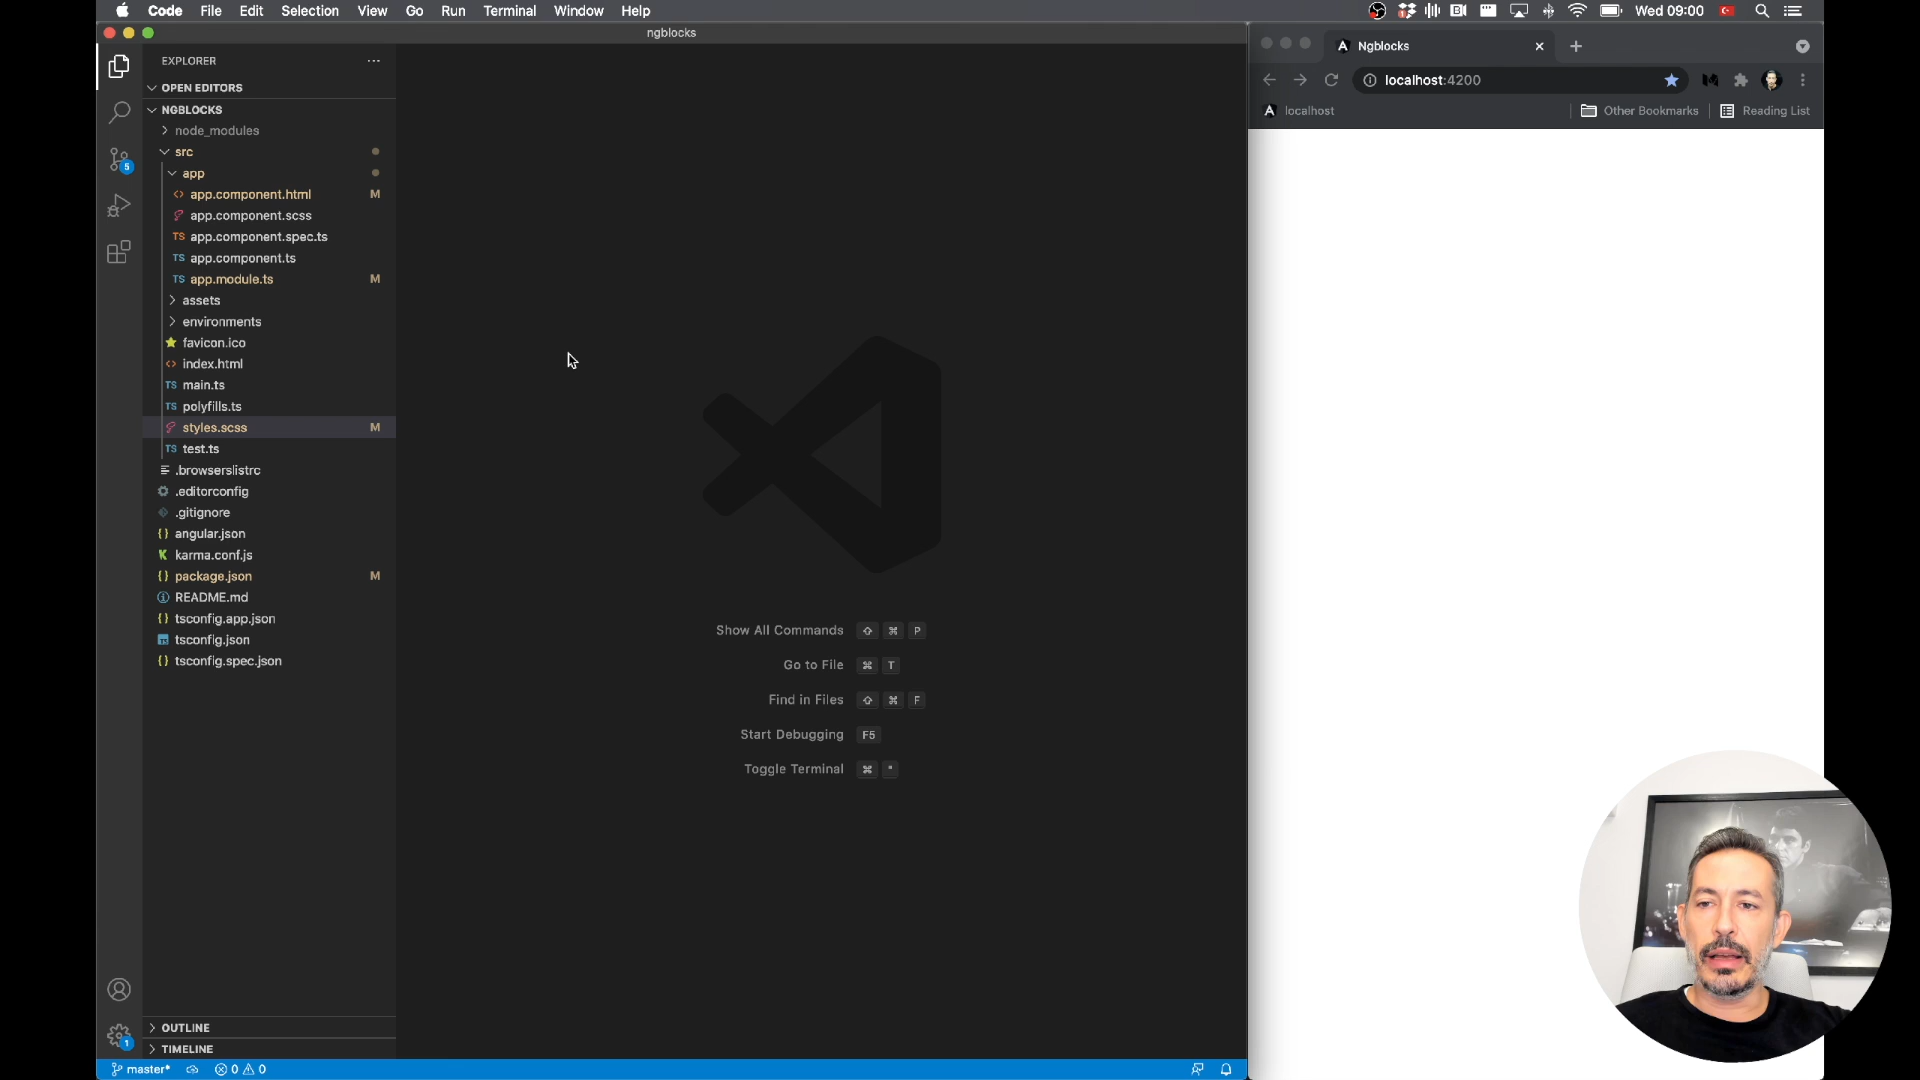 Code File Edit Selection View Go Run Terminal Window Help Wed 09:00
ngblocks
EXPLORER
OPEN EDITORS
NGBLOCKS
node_modules
src
app
app.component.html M
app.component.scss
app.component.spec.ts
app.component.ts
app.module.ts M
assets
environments
favicon.ico
index.html
main.ts
polyfills.ts
styles.scss M
test.ts
.browserslistrc
.editorconfig
.gitignore
angular.json
karma.conf.js
package.json M
README.md
tsconfig.app.json
tsconfig.json
tsconfig.spec.json
OUTLINE
TIMELINE
5
1
master* 0 0
Show All Commands ⇧ ⌘ P
Go to File ⌘ T
Find in Files ⇧ ⌘ F
Start Debugging F5
Toggle Terminal ⌘ "
Ngblocks
localhost:4200
localhost Other Bookmarks Reading List